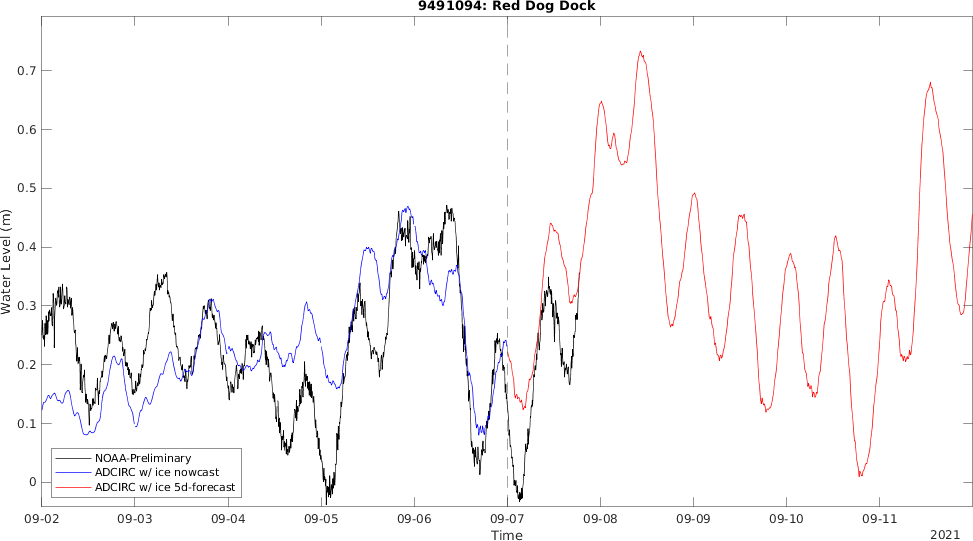 9491094: Red Dog Dock
Water Level (m)
0.7
0.6
0.5
0.4
0.3
0.2
0.1
0
NOAA-Preliminary
ADCIRC w/ ice nowcast
ADCIRC w/ ice 5d-forecast
09-02 09-03 09-04 09-05 09-06 09-07 09-08 09-09 09-10 09-11
Time
2021